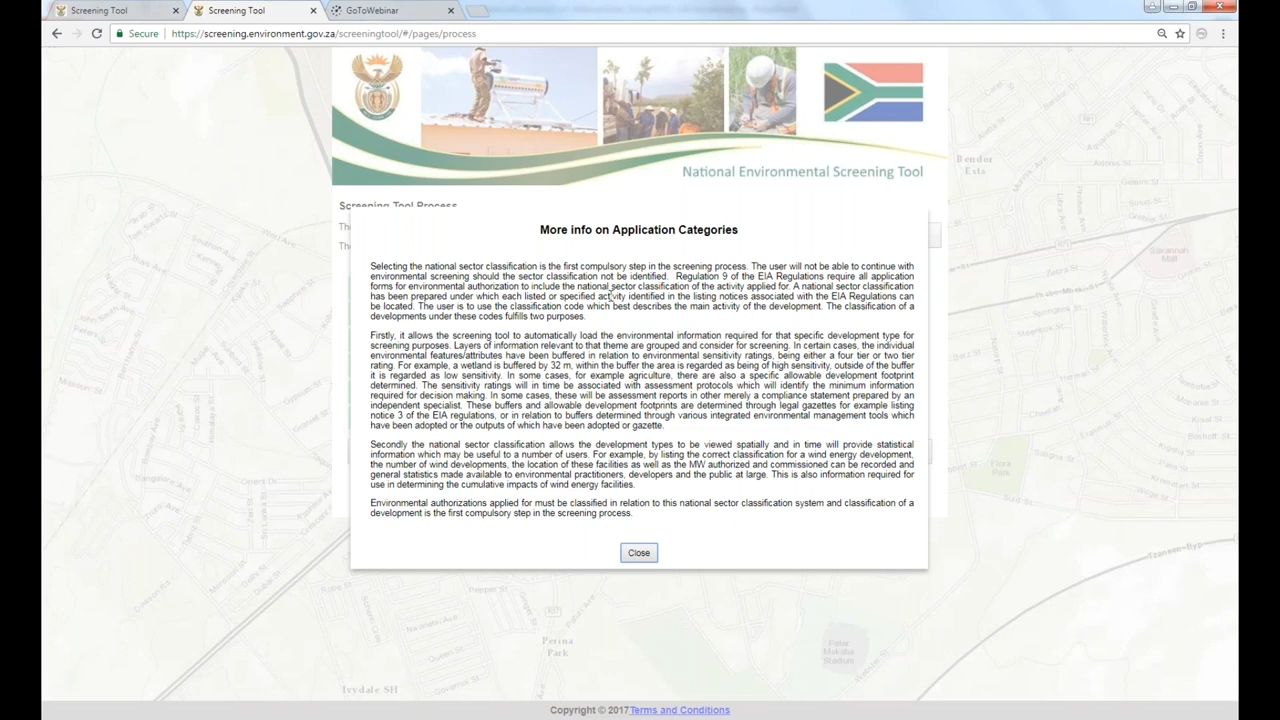 Screening Tool
Screening Tool
GoToWebinar
Secure
https://screening.environment.gov.za/screeningtool/#/pages/process
National Environmental Screening Tool
Screening Tool Process
The
The
More info on Application Categories
Selecting the national sector classification is the first compulsory step in the screening process. The user will not be able to continue with
environmental screening should the sector classification not be identified. Regulation 9 of the EIA Regulations require all application
forms for environmental authorization to include the national sector classification of the activity applied for. A national sector classification
has been prepared under which each listed or specified activity identified in the listing notices associated with the EIA Regulations can
be located. The user is to use the classification code which best describes the main activity of the development. The classification of a
developments under these codes fulfills two purposes.
Firstly, it allows the screening tool to automatically load the environmental information required for that specific development type for
screening purposes. Layers of information relevant to that theme are grouped and consider for screening. In certain cases, the individual
environmental features/attributes have been buffered in relation to environmental sensitivity ratings, being either a four tier or two tier
rating. For example, a wetland is buffered by 32 m, within the buffer the area is regarded as being of high sensitivity, outside of the buffer
it is regarded as low sensitivity. In some cases, for example agriculture, there are also a specific allowable development footprint
determined. The sensitivity ratings will in time be associated with assessment protocols which will identify the minimum information
required for decision making. In some cases, these will be assessment reports in other merely a compliance statement prepared by an
independent specialist. These buffers and allowable development footprints are determined through legal gazettes for example listing
notice 3 of the EIA regulations, or in relation to buffers determined through various integrated environmental management tools which
have been adopted or the outputs of which have been adopted or gazette.
Secondly the national sector classification allows the development types to be viewed spatially and in time will provide statistical
information which may be useful to a number of users. For example, by listing the correct classification for a wind energy development,
the number of wind developments, the location of these facilities as well as the MW authorized and commissioned can be recorded and
general statistics made available to environmental practitioners, developers and the public at large. This is also information required for
use in determining the cumulative impacts of wind energy facilities.
Environmental authorizations applied for must be classified in relation to this national sector classification system and classification of a
development is the first compulsory step in the screening process.
Close
Bendor
Exts
Savannah
Mall
Flora
Park
Penina
Park
Peter
Mokaba
Stadium
Ivydale SH
Copyright © 2017 Terms and Conditions